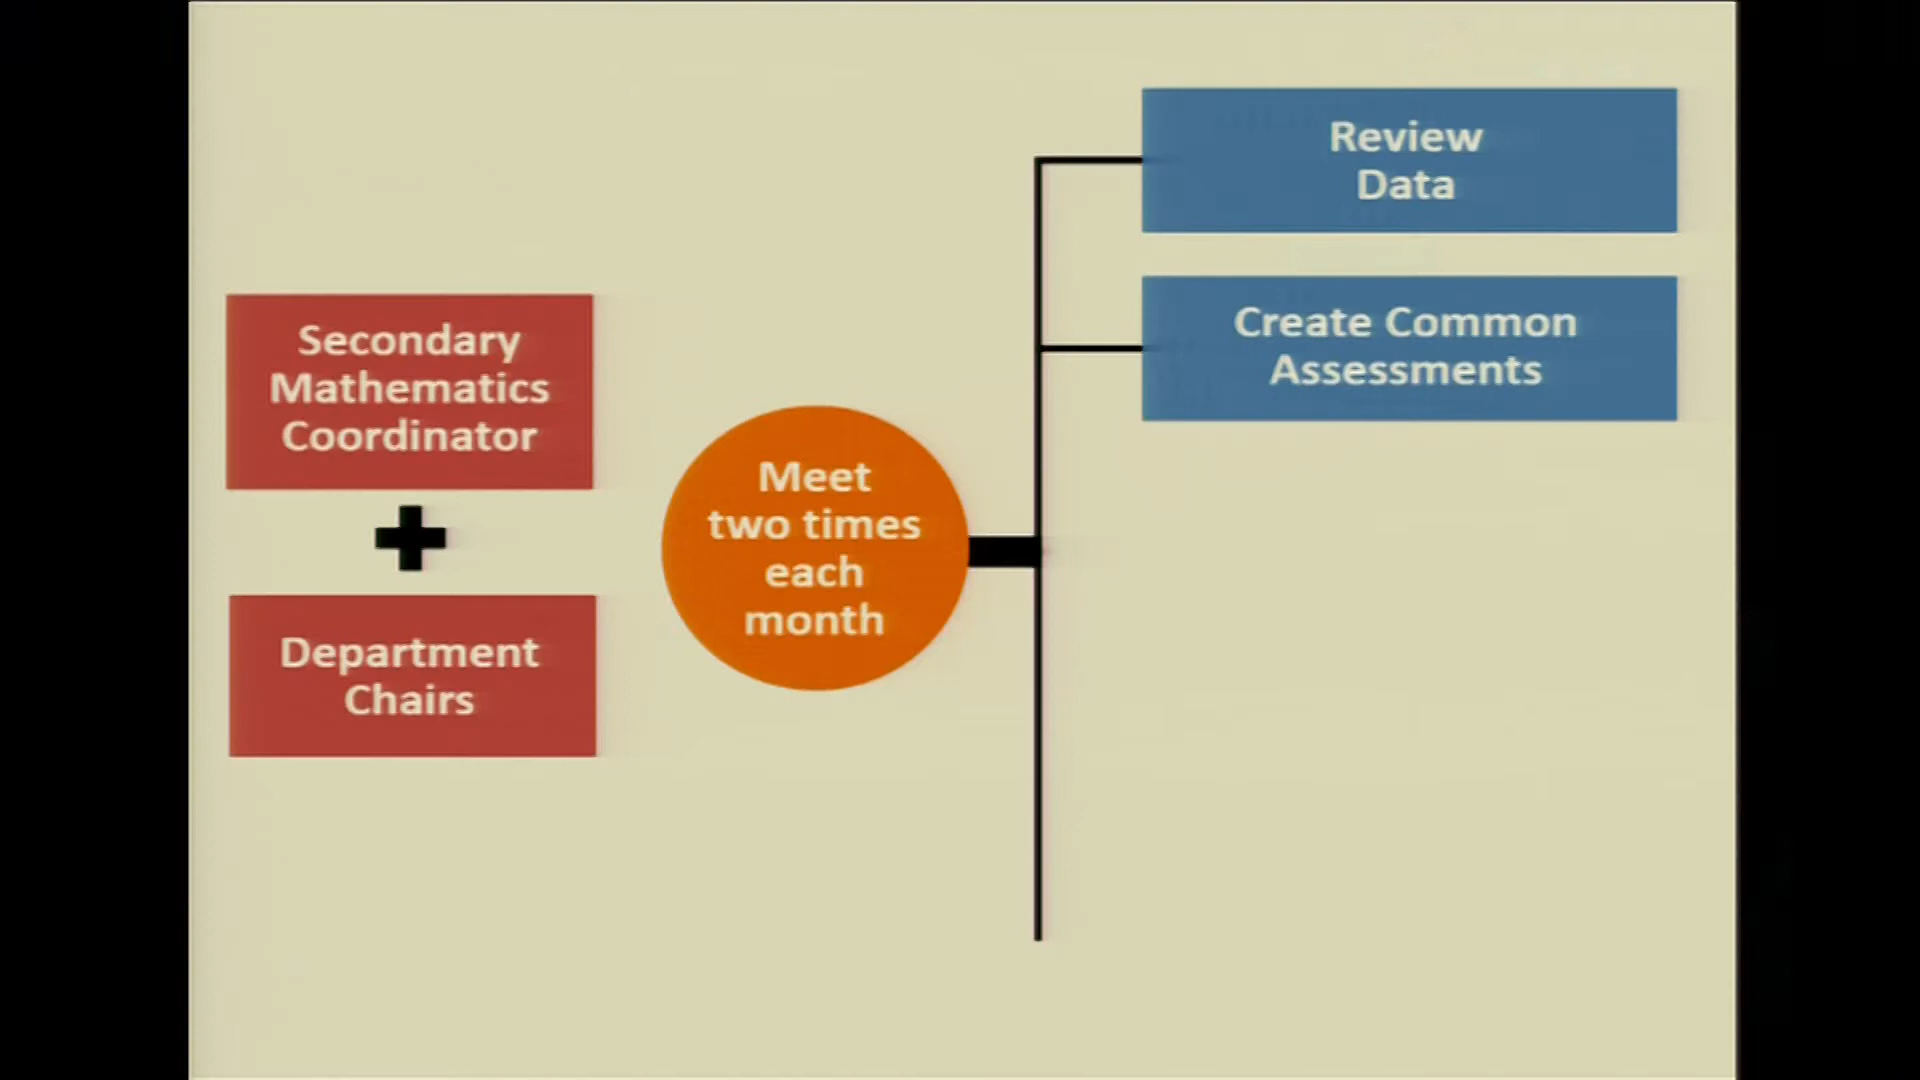 Secondary
Mathematics
Coordinator
Department
Chairs
Meet
two times
each
month
Review
Data
Create Common
Assessments